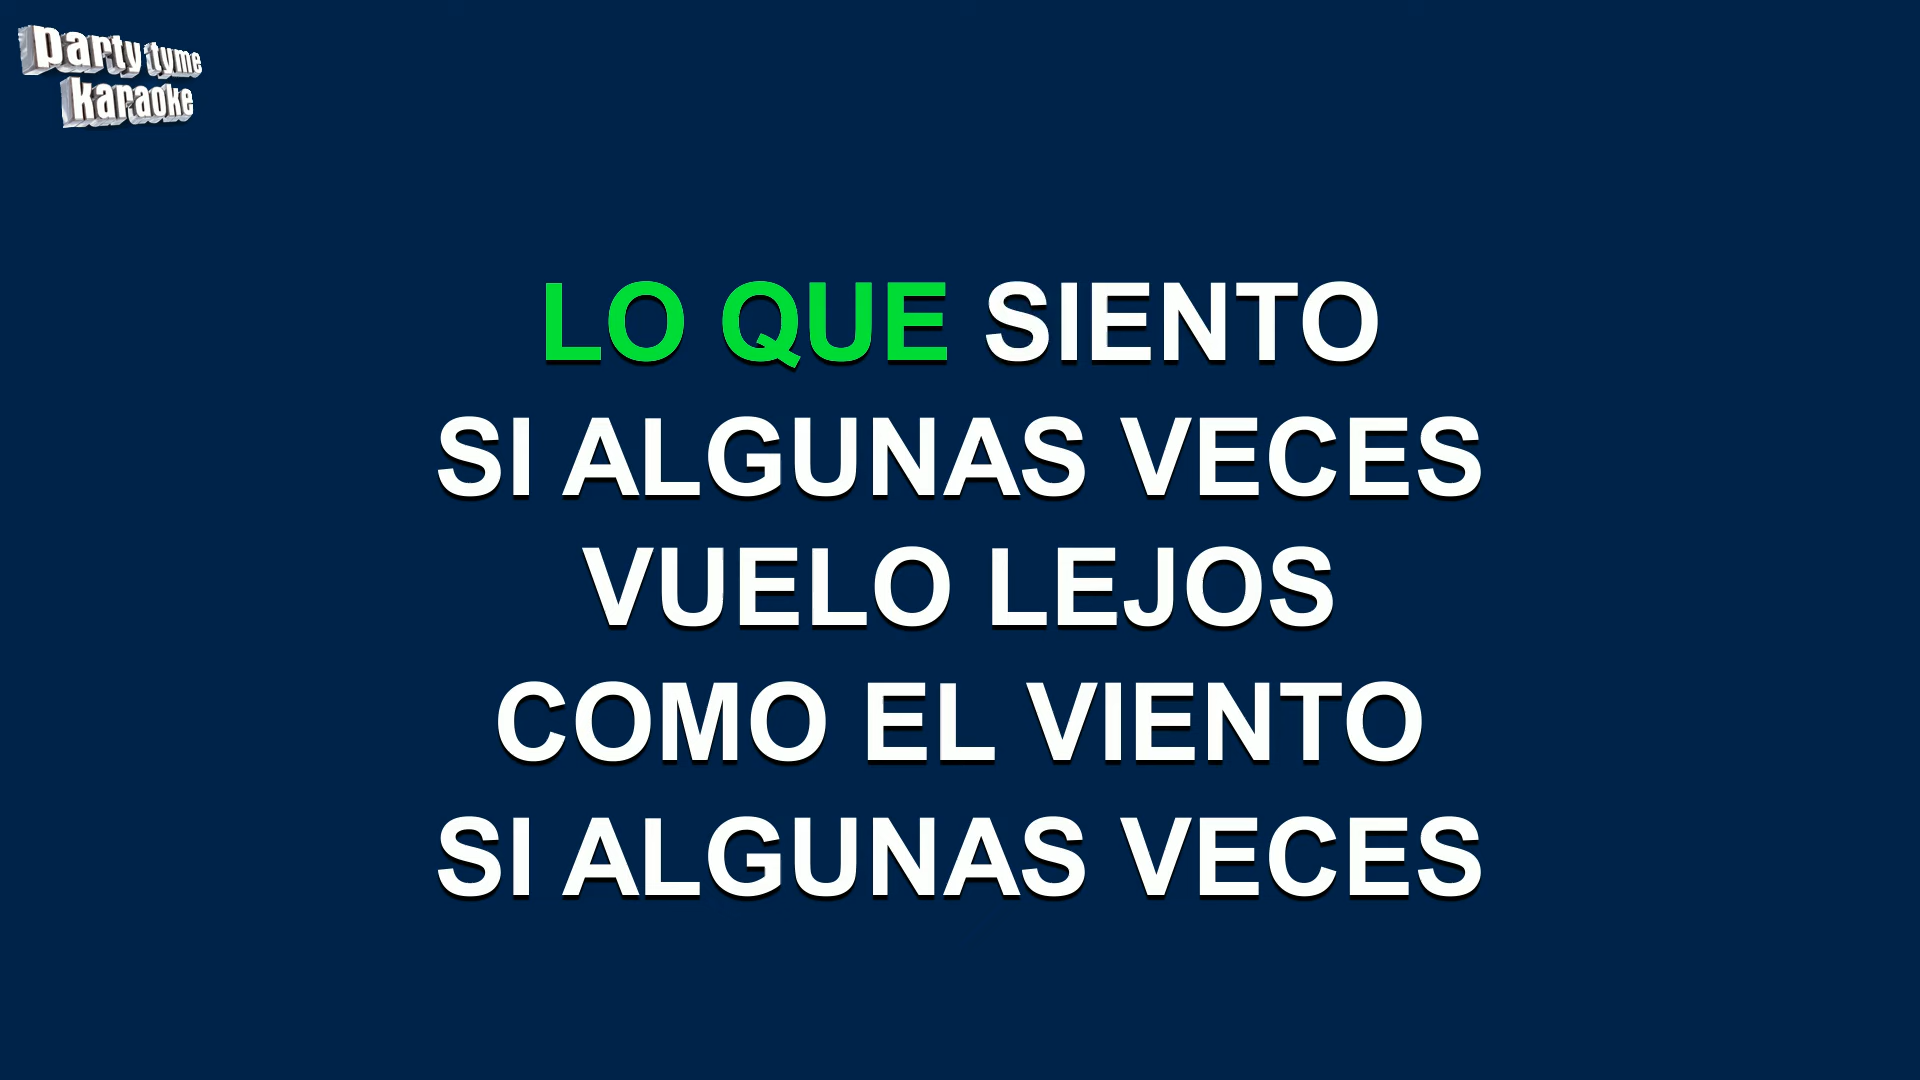 party tyme
karaoke
LO QUE SIENTO
SI ALGUNAS VECES
VUELO LEJOS
COMO EL VIENTO
SI ALGUNAS VECES